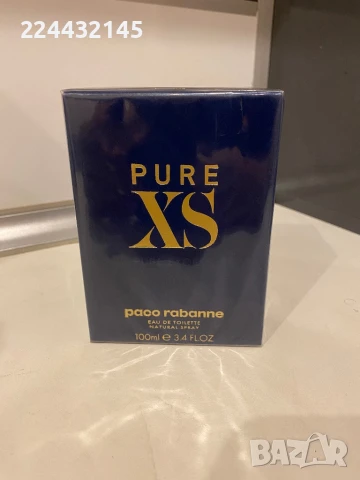 224432145
PURE
XS
paco rabanne
EAU DE TOILETTE
NATURAL SPRAY
100ml e 3.4 FL.OZ
BAZAR